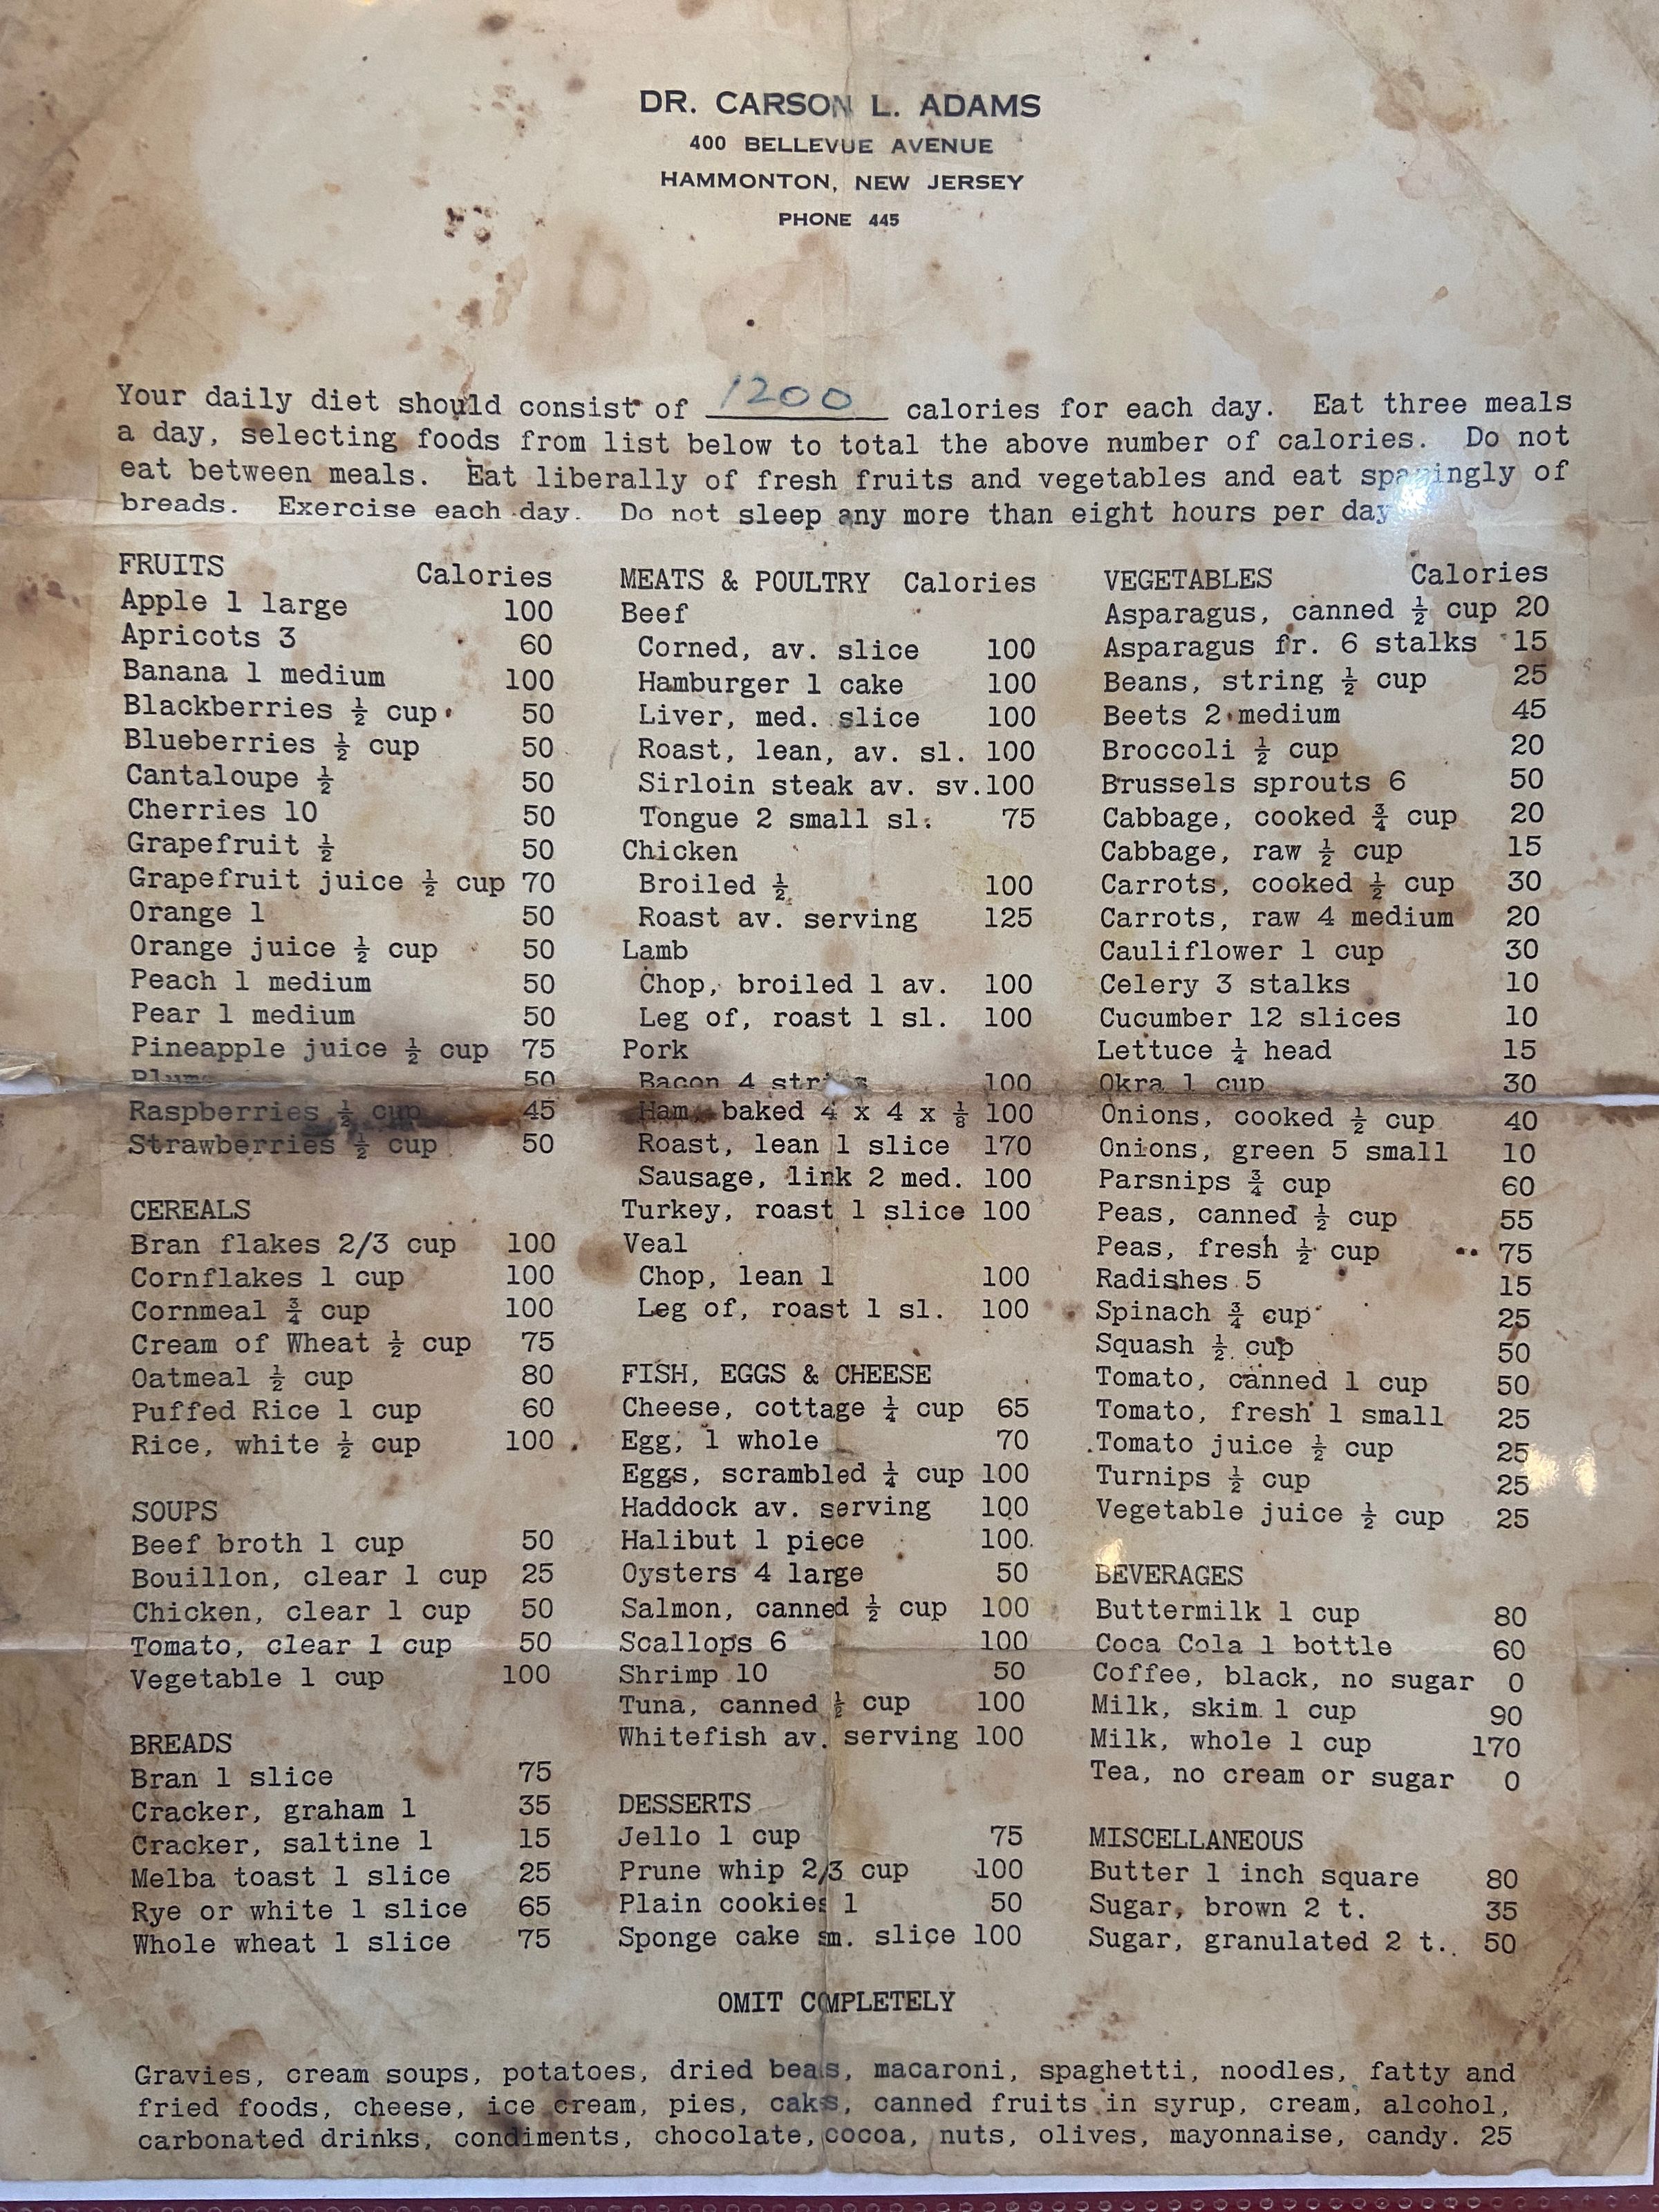 DR. CARSON L. ADAMS
400 BELLEVUE AVENUE
HAMMONTON, NEW JERSEY
PHONE 445
Your daily diet should consist of 1200 calories for each day. Eat three meals
a day, selecting foods from list below to total the above number of calories. Do not
eat between meals. Eat liberally of fresh fruits and vegetables and eat sparingly of
breads. Exercise each day. Do not sleep any more than eight hours per day
FRUITS Calories
Apple 1 large 100
Apricots 3 60
Banana 1 medium 100
Blackberries ½ cup 50
Blueberries ½ cup 50
Cantaloupe ½ 50
Cherries 10 50
Grapefruit ½ 50
Grapefruit juice ½ cup 70
Orange 1 50
Orange juice ½ cup 50
Peach 1 medium 50
Pear 1 medium 50
Pineapple juice ½ cup 75
Plums 50
Raspberries ½ cup 45
Strawberries ½ cup 50
CEREALS
Bran flakes 2/3 cup 100
Cornflakes 1 cup 100
Cornmeal ¾ cup 100
Cream of Wheat ½ cup 75
Oatmeal ½ cup 80
Puffed Rice 1 cup 60
Rice, white ½ cup 100
SOUPS
Beef broth 1 cup 50
Bouillon, clear 1 cup 25
Chicken, clear 1 cup 50
Tomato, clear 1 cup 50
Vegetable 1 cup 100
BREADS
Bran 1 slice 75
Cracker, graham 1 35
Cracker, saltine 1 15
Melba toast 1 slice 25
Rye or white 1 slice 65
Whole wheat 1 slice 75
MEATS & POULTRY Calories
Beef
Corned, av. slice 100
Hamburger 1 cake 100
Liver, med. slice 100
Roast, lean, av. sl. 100
Sirloin steak av. sv. 100
Tongue 2 small sl. 75
Chicken
Broiled ½ 100
Roast av. serving 125
Lamb
Chop, broiled 1 av. 100
Leg of, roast 1 sl. 100
Pork
Bacon 4 strips 100
Ham, baked 4 x 4 x ⅛ 100
Roast, lean 1 slice 170
Sausage, link 2 med. 100
Turkey, roast 1 slice 100
Veal
Chop, lean 1 100
Leg of, roast 1 sl. 100
FISH, EGGS & CHEESE
Cheese, cottage ¼ cup 65
Egg, 1 whole 70
Eggs, scrambled ¼ cup 100
Haddock av. serving 100
Halibut 1 piece 100
Oysters 4 large 50
Salmon, canned ½ cup 100
Scallops 6 100
Shrimp 10 50
Tuna, canned ½ cup 100
Whitefish av. serving 100
DESSERTS
Jello 1 cup 75
Prune whip 2/3 cup 100
Plain cookies 1 50
Sponge cake sm. slice 100
VEGETABLES Calories
Asparagus, canned ½ cup 20
Asparagus fr. 6 stalks 15
Beans, string ½ cup 25
Beets 2 medium 45
Broccoli ½ cup 20
Brussels sprouts 6 50
Cabbage, cooked ¾ cup 20
Cabbage, raw ½ cup 15
Carrots, cooked ½ cup 30
Carrots, raw 4 medium 20
Cauliflower 1 cup 30
Celery 3 stalks 10
Cucumber 12 slices 10
Lettuce ¼ head 15
Okra 1 cup 30
Onions, cooked ½ cup 40
Onions, green 5 small 10
Parsnips ¾ cup 60
Peas, canned ½ cup 55
Peas, fresh ½ cup 75
Radishes 5 15
Spinach ¾ cup 25
Squash ½ cup 50
Tomato, canned 1 cup 50
Tomato, fresh 1 small 25
Tomato juice ½ cup 25
Turnips ½ cup 25
Vegetable juice ½ cup 25
BEVERAGES
Buttermilk 1 cup 80
Coca Cola 1 bottle 60
Coffee, black, no sugar 0
Milk, skim 1 cup 90
Milk, whole 1 cup 170
Tea, no cream or sugar 0
MISCELLANEOUS
Butter 1 inch square 80
Sugar, brown 2 t. 35
Sugar, granulated 2 t. 50
OMIT COMPLETELY
Gravies, cream soups, potatoes, dried beans, macaroni, spaghetti, noodles, fatty and
fried foods, cheese, ice cream, pies, cakes, canned fruits in syrup, cream, alcohol,
carbonated drinks, condiments, chocolate, cocoa, nuts, olives, mayonnaise, candy. 25